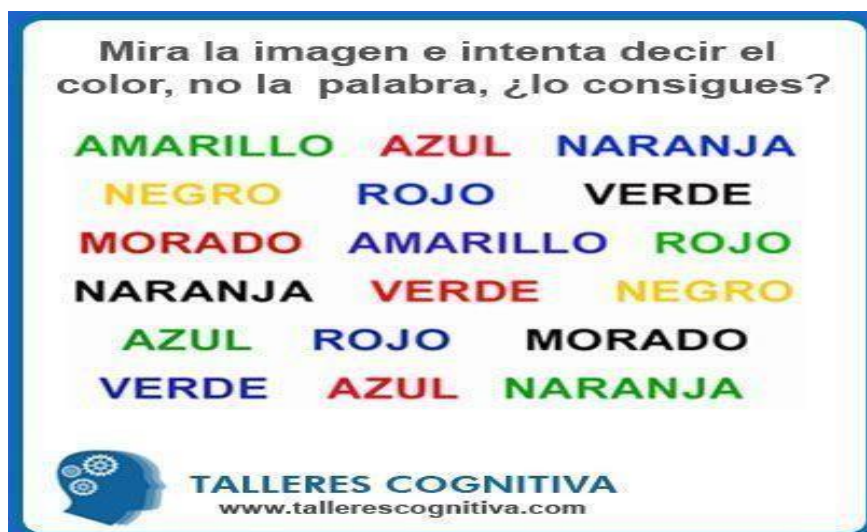 Mira la imagen e intenta decir el
color, no la palabra, ¿lo consigues?
AMARILLO AZUL NARANJA
NEGRO ROJO VERDE
MORADO AMARILLO ROJO
NARANJA VERDE NEGRO
AZUL ROJO MORADO
VERDE AZUL NARANJA
TALLERES COGNITIVA
www.tallerescognitiva.com